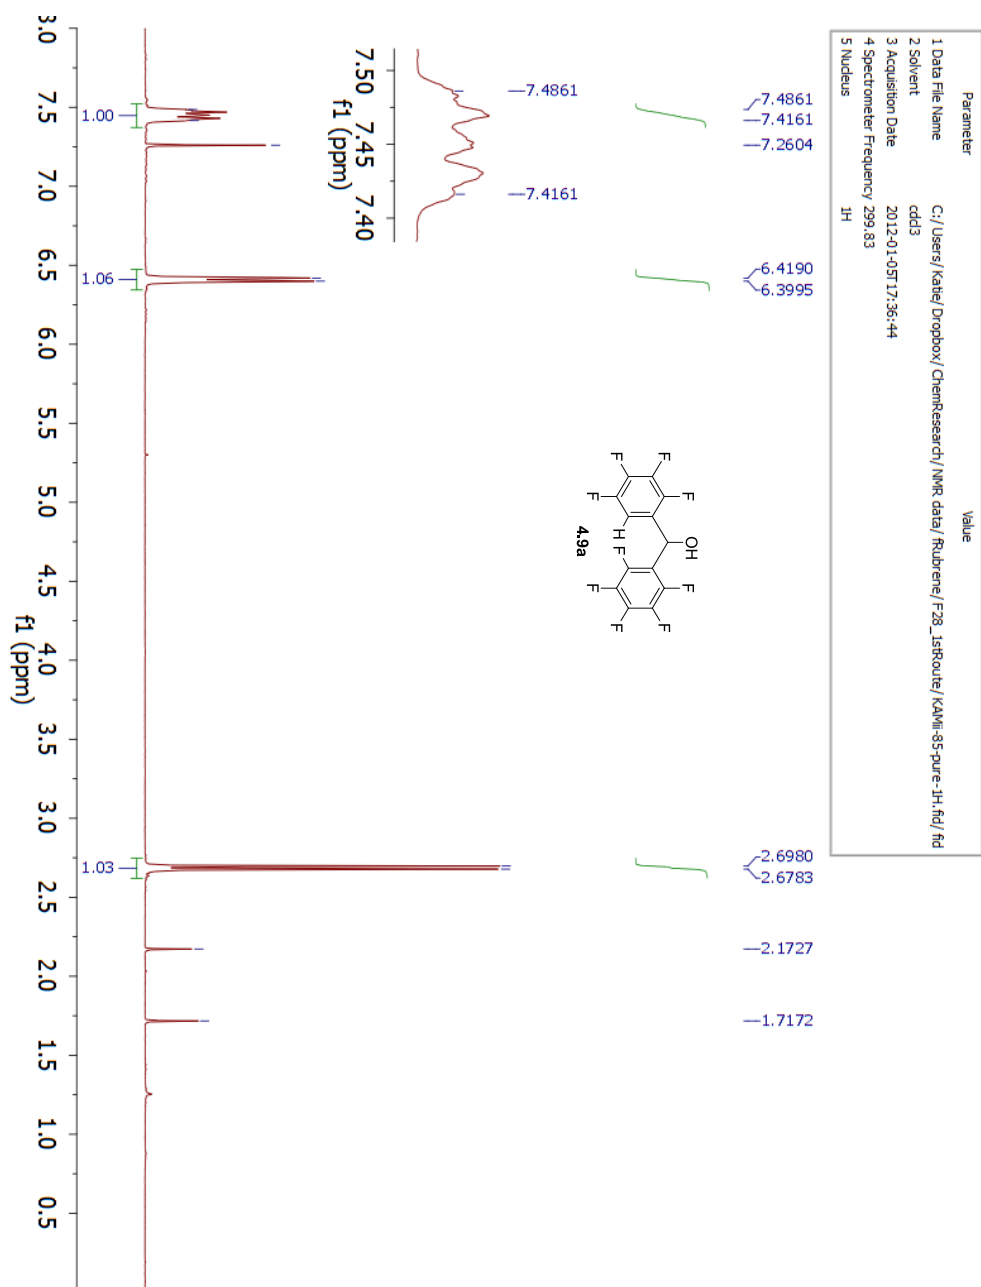 Parameter Value
1 Data File Name C:/ Users/ Katie/ Dropbox/ ChemResearch/ NMR data/ fRubrene/ F28_1stRoute/ KAMii-85-pure-1H.fid/ fid
2 Solvent cdcl3
3 Acquisition Date 2012-01-05T17:36:44
4 Spectrometer Frequency 299.83
5 Nucleus 1H
7.4861
7.4161
7.2604
6.4190
6.3995
2.6980
2.6783
2.1727
1.7172
OH
F F F F
F F H F F F
4.9a
7.4861
7.4161
7.50 7.45 7.40
f1 (ppm)
1.00
1.06
1.03
8.0 7.5 7.0 6.5 6.0 5.5 5.0 4.5 4.0 3.5 3.0 2.5 2.0 1.5 1.0 0.5
f1 (ppm)